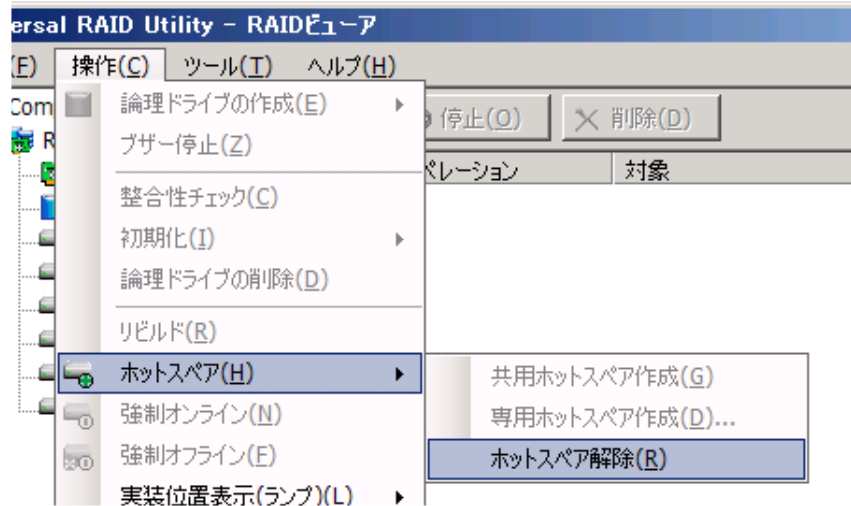 ersal RAID Utility - RAIDビューア
(F) 操作(C) ツール(T) ヘルプ(H)
Com
論理ドライブの作成(E)
停止(O)
削除(D)
R
ブザー停止(Z)
ペレーション
対象
整合性チェック(C)
初期化(I)
論理ドライブの削除(D)
リビルド(R)
ホットスペア(H)
共用ホットスペア作成(G)
強制オンライン(N)
専用ホットスペア作成(D)...
強制オフライン(F)
ホットスペア解除(R)
実装位置表示(ランプ)(L)